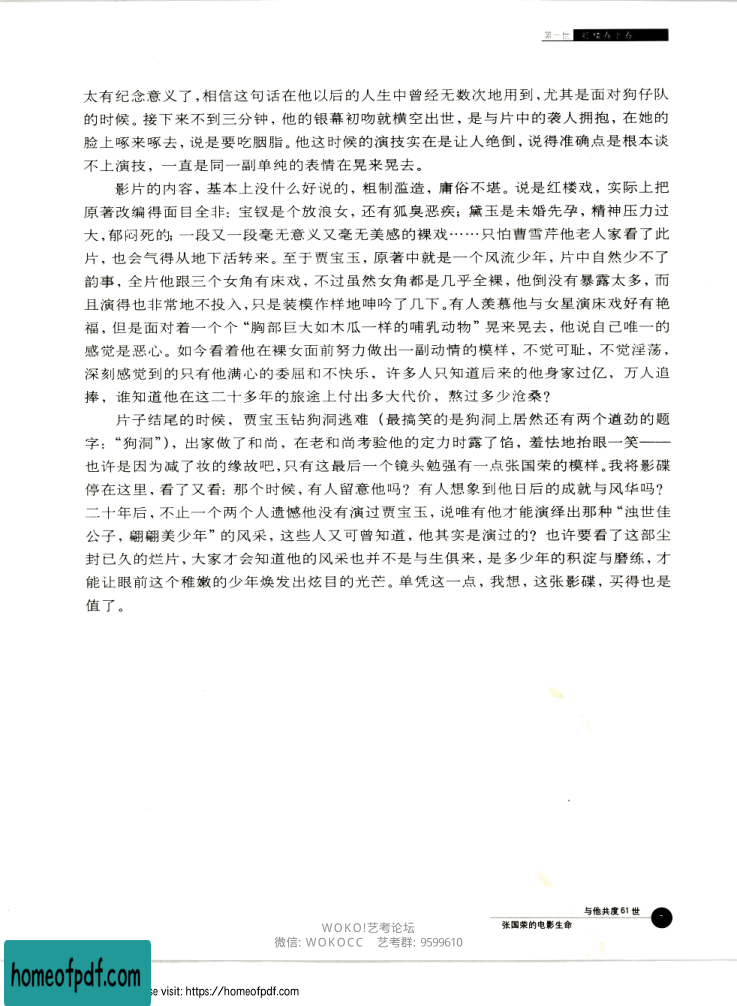 第一世 红楼春上春
太有纪念意义了,相信这句话在他以后的人生中曾经无数次地用到,尤其是面对狗仔队
的时候。接下来不到三分钟，他的银幕初吻就横空出世，是与片中的袭人拥抱，在她的
脸上啄来啄去，说是要吃胭脂。他这时候的演技实在是让人绝倒，说得准确点是根本谈
不上演技，一直是同一副单纯的表情在晃来晃去。
影片的内容，基本上没什么好说的，粗制滥造，庸俗不堪。说是红楼戏，实际上把
原著改编得面目全非：宝钗是个放浪女，还有狐臭恶疾；黛玉是未婚先孕，精神压力过
大,郁闷死的；一段又一段毫无意义又毫无美感的裸戏……只怕曹雪芹他老人家看了此
片，也会气得从地下活转来。至于贾宝玉，原著中就是一个风流少年，片中自然少不了
韵事，全片他跟三个女角有床戏，不过虽然女角都是几乎全裸，他倒没有暴露太多，而
且演得也非常地不投入,只是装模作样地呻吟了几下。有人羡慕他与女星演床戏好有艳
福，但是面对着一个个“胸部巨大如木瓜一样的哺乳动物”晃来晃去，他说自己唯一的
感觉是恶心。如今看着他在裸女面前努力做出一副动情的模样，不觉可耻，不觉淫荡，
深刻感觉到的只有他满心的委屈和不快乐，许多人只知道后来的他身家过亿，万人追
捧，谁知道他在这二十多年的旅途上付出多大代价，熬过多少沧桑？
片子结尾的时候，贾宝玉钻狗洞逃难（最搞笑的是狗洞上居然还有两个遒劲的题
字：“狗洞”），出家做了和尚，在老和尚考验他的定力时露了馅，羞怯地抬眼一笑——
也许是因为减了妆的缘故吧,只有这最后一个镜头勉强有一点张国荣的模样。我将影碟
停在这里，看了又看：那个时候，有人留意他吗？有人想象到他日后的成就与风华吗？
二十年后，不止一个两个人遗憾他没有演过贾宝玉，说唯有他才能演绎出那种“浊世佳
公子，翩翩美少年”的风采，这些人又可曾知道，他其实是演过的？也许要看了这部尘
封已久的烂片，大家才会知道他的风采也并不是与生俱来，是多少年的积淀与磨练，才
能让眼前这个稚嫩的少年焕发出炫目的光芒。单凭这一点，我想，这张影碟，买得也是
值了。
与他共度61世
张国荣的电影生命
7
WOKO!艺考论坛
微信: WOKOCC 艺考群: 9599610
homeofpdf.com
se visit: https://homeofpdf.com